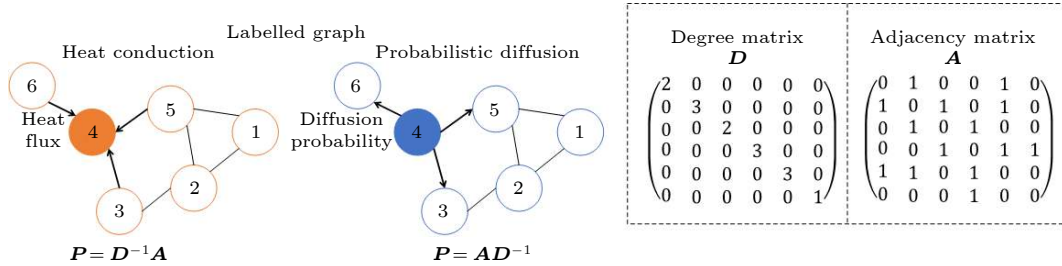 Labelled graph
Heat conduction
6
5
4
1
2
3
Heat
flux
P = D⁻¹A
Probabilistic diffusion
6
5
4
1
2
3
Diffusion
probability
P = AD⁻¹
Degree matrix
D
2 0 0 0 0 0
0 3 0 0 0 0
0 0 2 0 0 0
0 0 0 3 0 0
0 0 0 0 3 0
0 0 0 0 0 1
Adjacency matrix
A
0 1 0 0 1 0
1 0 1 0 1 0
0 1 0 1 0 0
0 0 1 0 1 1
1 1 0 1 0 0
0 0 0 1 0 0